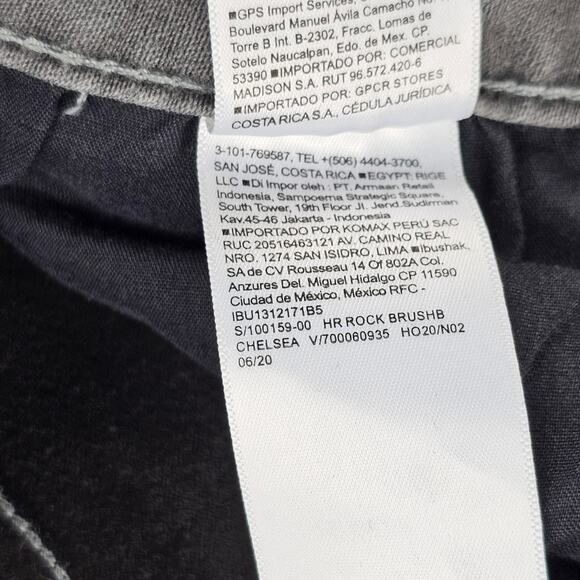 ■GPS Import Services,
Boulevard Manuel Ávila Camacho
Torre B Int. B-2302, Fracc. Lomas de
Sotelo Naucalpan, Edo. de Mex. CP.
53390 ■IMPORTADO POR: COMERCIAL
MADISON S.A. RUT 96.572.420-6
■IMPORTADO POR: GPCR STORES
COSTA RICA S.A., CÉDULA JURÍDICA
3-101-769587, TEL +(506) 4404-3700,
SAN JOSÉ, COSTA RICA ■EGYPT: RIGE
LLC ■Di Impor oleh : PT. Armaan Retail
Indonesia, Sampoerna Strategic Square,
South Tower, 19th Floor Jl. Jend.Sudirman
Kav.45-46 Jakarta - Indonesia
■IMPORTADO POR KOMAX PERÚ SAC
RUC 20516463121 AV. CAMINO REAL
NRO. 1274 SAN ISIDRO, LIMA ■Ibushak,
SA de CV Rousseau 14 Of 802A Col.
Anzures Del. Miguel Hidalgo CP 11590
Ciudad de México, México RFC -
IBU1312171B5
S/100159-00 HR ROCK BRUSHB
CHELSEA V/700060935 HO20/N02
06/20